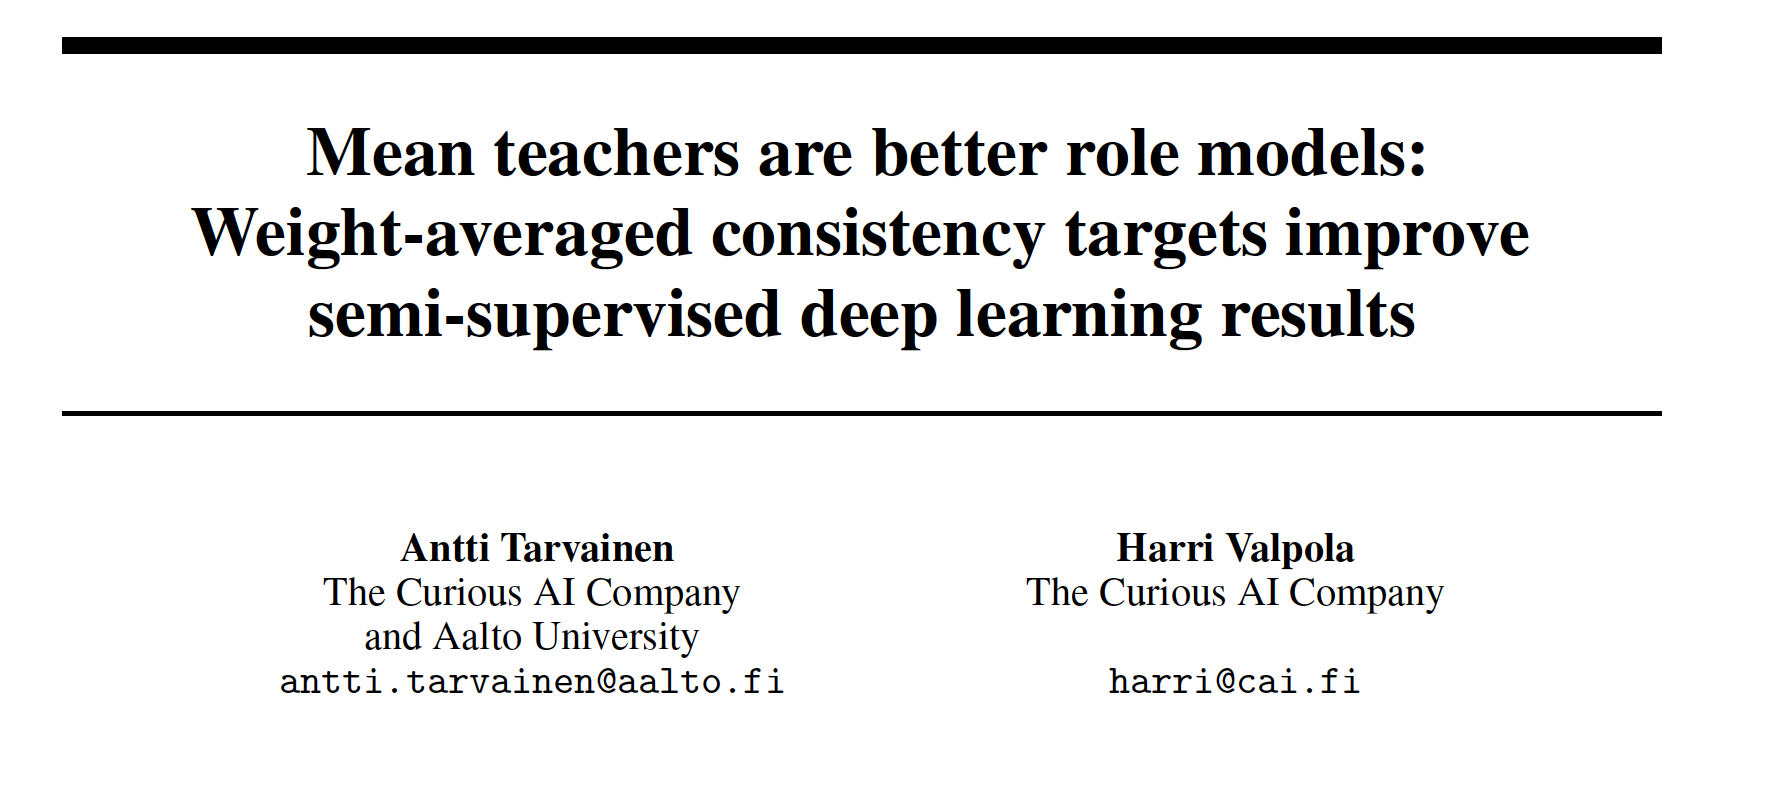 Mean teachers are better role models:
Weight-averaged consistency targets improve
semi-supervised deep learning results
Antti Tarvainen
The Curious AI Company
and Aalto University
antti.tarvainen@aalto.fi
Harri Valpola
The Curious AI Company
harri@cai.fi